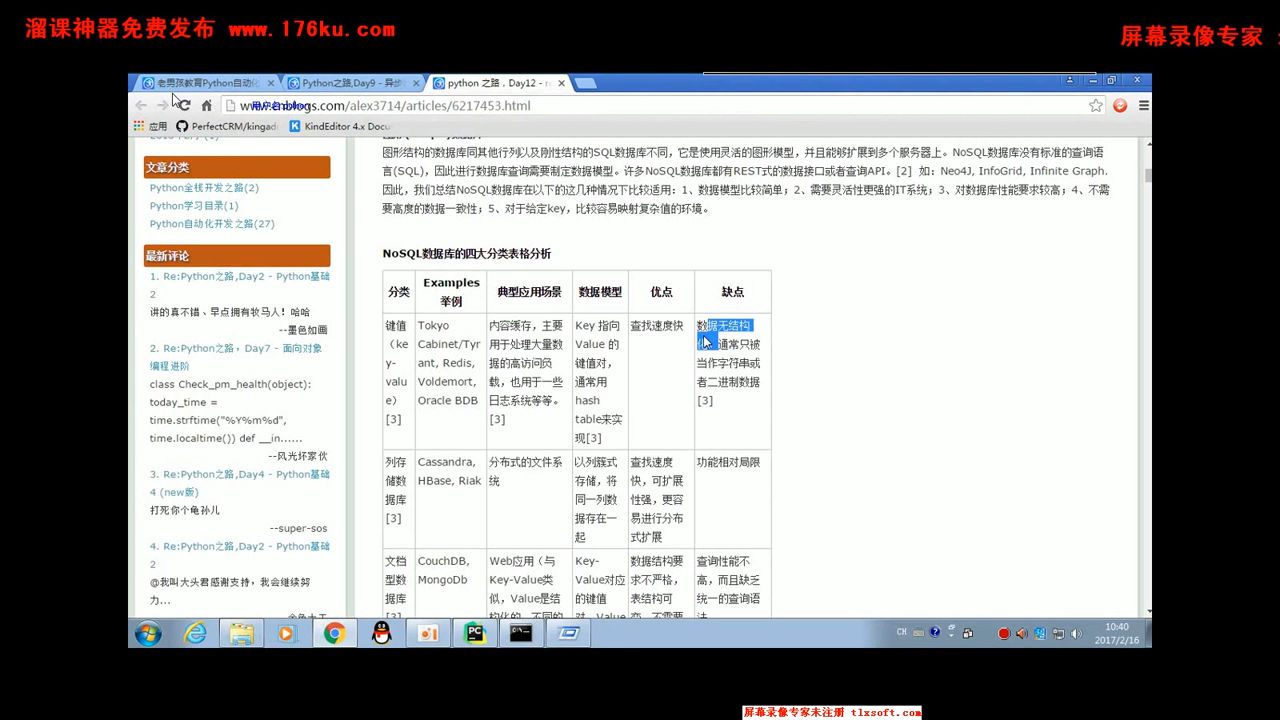 溜课神器免费发布 www.176ku.com
屏幕录像专家
老男孩教育Python自动化
Python之路,Day9 - 异步
python 之路，Day12 - n
www.cnblogs.com/alex3714/articles/6217453.html
应用
PerfectCRM/kingad
KindEditor 4.x Docu
文章分类
Python全栈开发之路(2)
Python学习目录(1)
Python自动化开发之路(27)
最新评论
1. Re:Python之路,Day2 - Python基础
2
讲的真不错、早点拥有牧马人！哈哈
--墨色如画
2. Re:Python之路，Day7 - 面向对象
编程进阶
class Check_pm_health(object):
today_time =
time.strftime("%Y%m%d",
time.localtime()) def __in......
--风光坏家伙
3. Re:Python之路,Day4 - Python基础
4 (new版)
打死你个龟孙儿
--super-sos
4. Re:Python之路,Day2 - Python基础
2
@我叫大头君感谢支持，我会继续努
力...
图形结构的数据库同其他行列以及刚性结构的SQL数据库不同，它是使用灵活的图形模型，并且能够扩展到多个服务器上。NoSQL数据库没有标准的查询语
言(SQL)，因此进行数据库查询需要制定数据模型。许多NoSQL数据库都有REST式的数据接口或者查询API。[2] 如：Neo4J, InfoGrid, Infinite Graph.
因此，我们总结NoSQL数据库在以下的这几种情况下比较适用：1、数据模型比较简单；2、需要灵活性更强的IT系统；3、对数据库性能要求较高；4、不需
要高度的数据一致性；5、对于给定key，比较容易映射复杂值的环境。
NoSQL数据库的四大分类表格分析
分类
Examples
举例
典型应用场景
数据模型
优点
缺点
键值
（ke
y-
valu
e）
[3]
Tokyo
Cabinet/Tyr
ant, Redis,
Voldemort,
Oracle BDB
内容缓存，主要
用于处理大量数
据的高访问负
载，也用于一些
日志系统等等。
[3]
Key 指向
Value 的
键值对，
通常用
hash
table来实
现[3]
查找速度快
数据无结构
通常只被
当作字符串或
者二进制数据
[3]
列存
储数
据库
[3]
Cassandra,
HBase, Riak
分布式的文件系
统
以列簇式
存储，将
同一列数
据存在一
起
查找速度
快，可扩展
性强，更容
易进行分布
式扩展
功能相对局限
文档
型数
据库
[3]
CouchDB,
MongoDb
Web应用（与
Key-Value类
似，Value是结
Key-
Value对应
的键值
对，Value
数据结构要
求不严格，
表结构可
变，不需要
查询性能不
高，而且缺乏
统一的查询语
法
CH
10:40
2017/2/16
屏幕录像专家未注册 tlxsoft.com